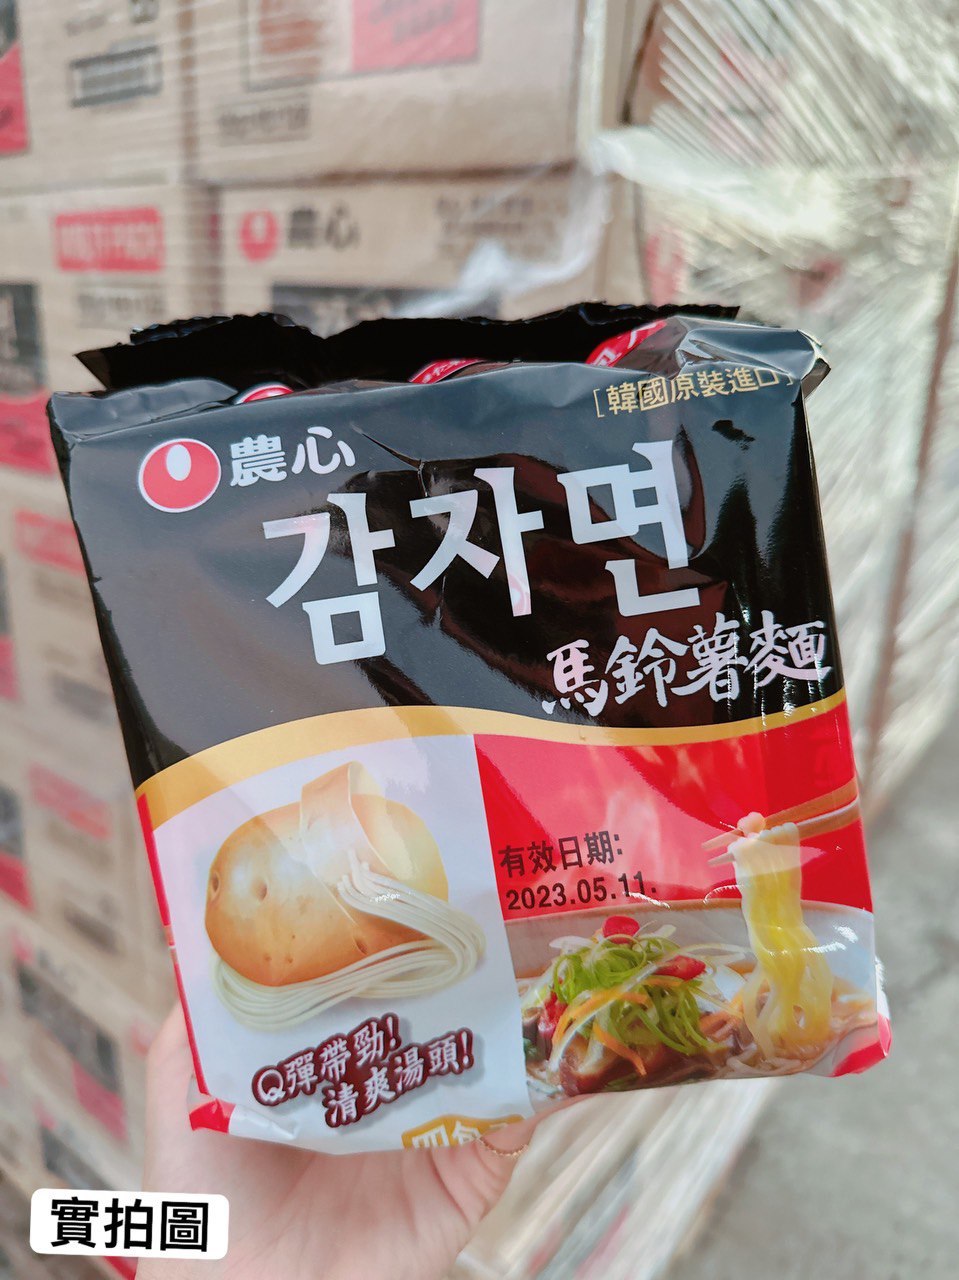 農心
[韓國原裝進口]
農心
감자면
馬鈴薯麵
有效日期:
2023.05.11.
Q彈帶勁!
清爽湯頭!
實拍圖